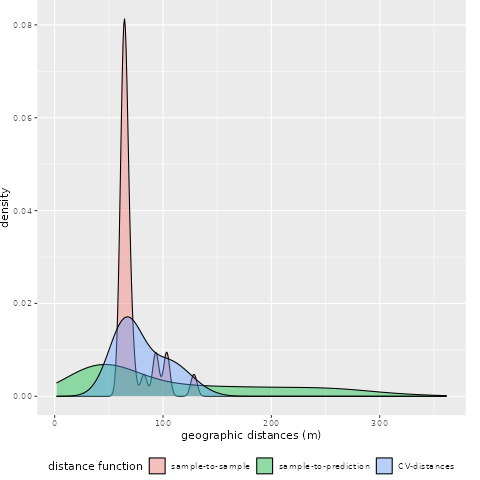 0.08
0.06
0.04
0.02
0.00
density
0 100 200 300
geographic distances (m)
distance function sample-to-sample sample-to-prediction CV-distances